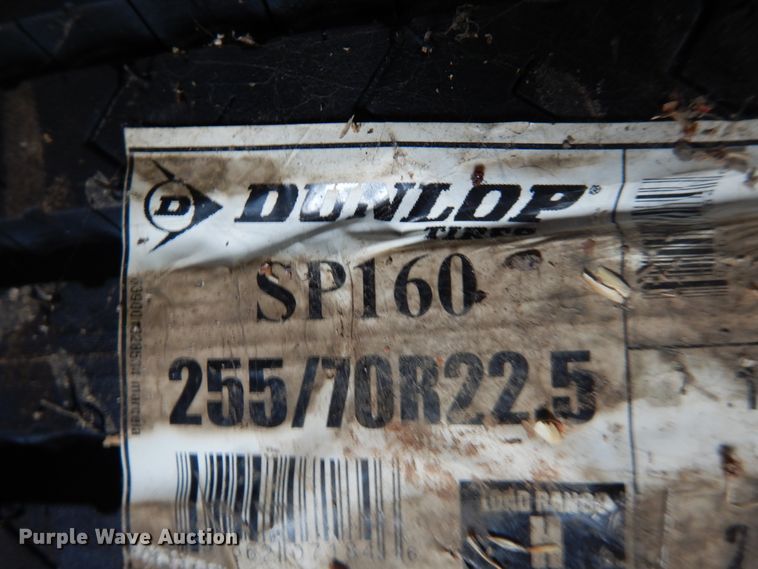 D DUNLOP®
TIRES
SP160
255/70R22.5
LOAD RANGE
H
Purple Wave Auction